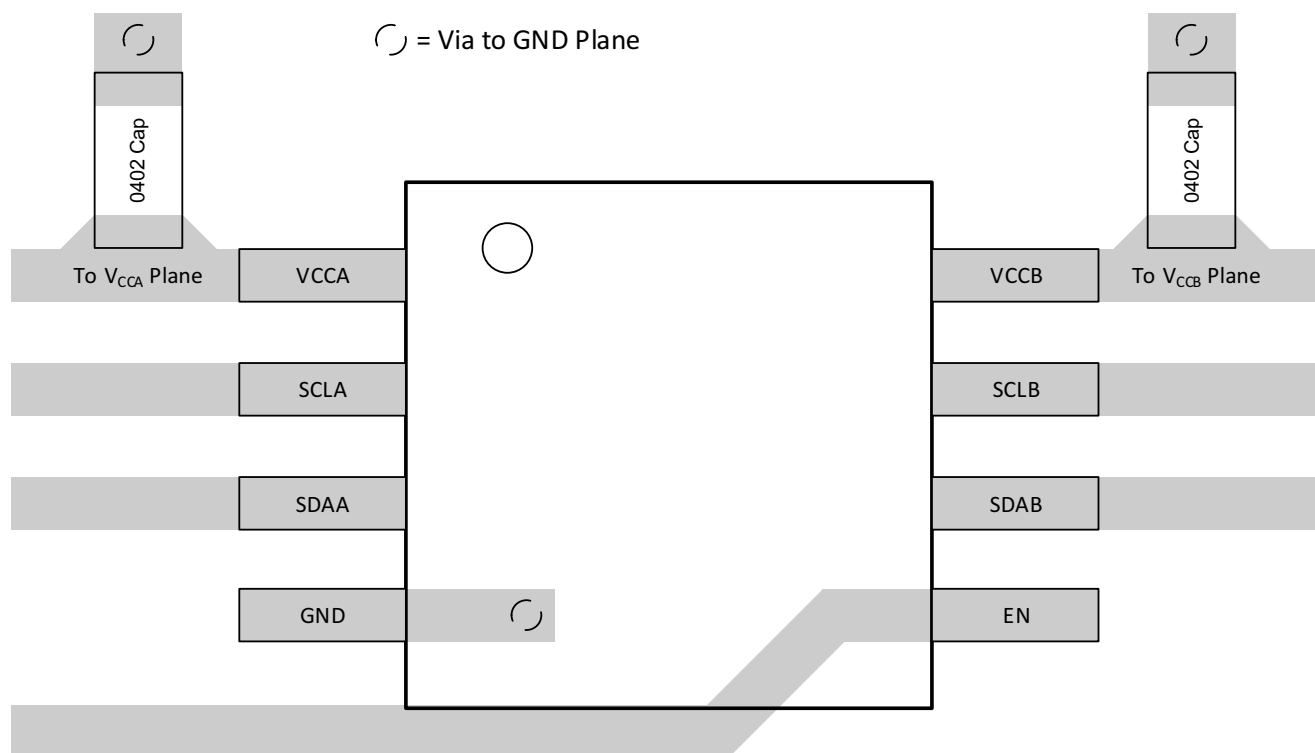 = Via to GND Plane
0402 Cap
0402 Cap
To VCCA Plane
VCCA
VCCB
To VCCB Plane
SCLA
SCLB
SDAA
SDAB
GND
EN